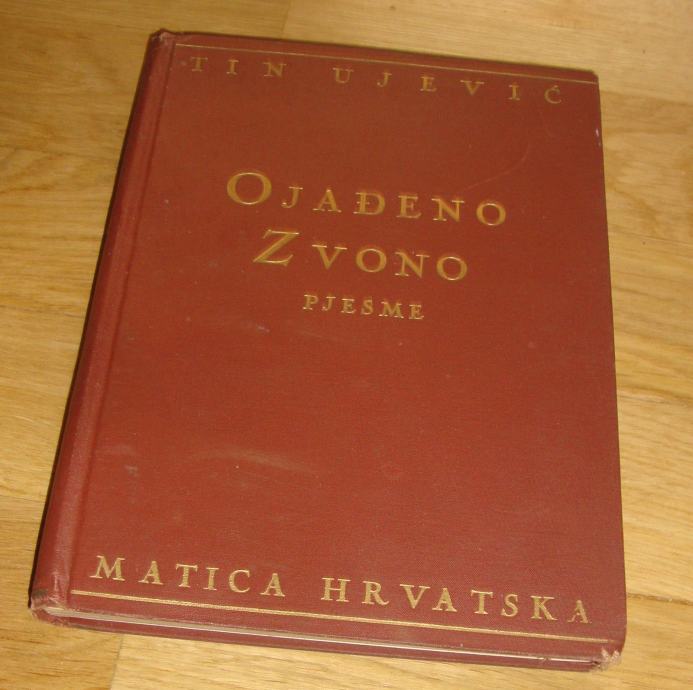 TIN UJEVIĆ
OJAĐENO
ZVONO
PJESME
MATICA HRVATSKA